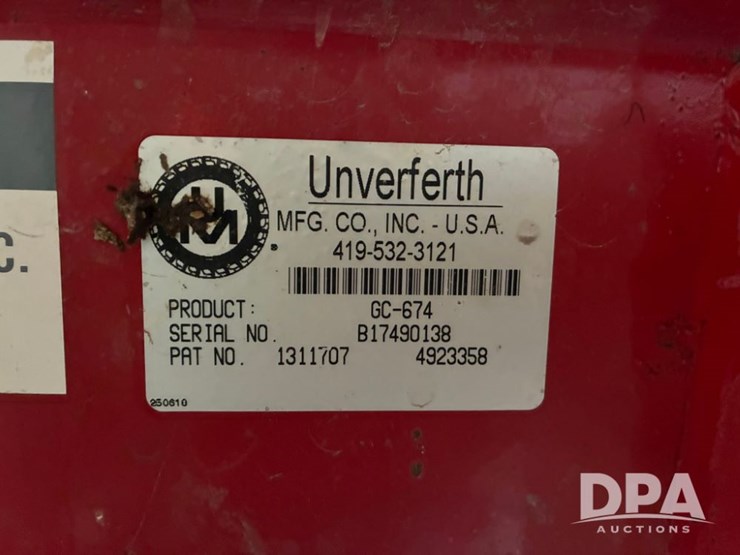 C.
Unverferth
MFG. CO., INC. - U.S.A.
419-532-3121
PRODUCT: GC-674
SERIAL NO. B17490138
PAT NO. 1311707 4923358
250610
DPA
AUCTIONS